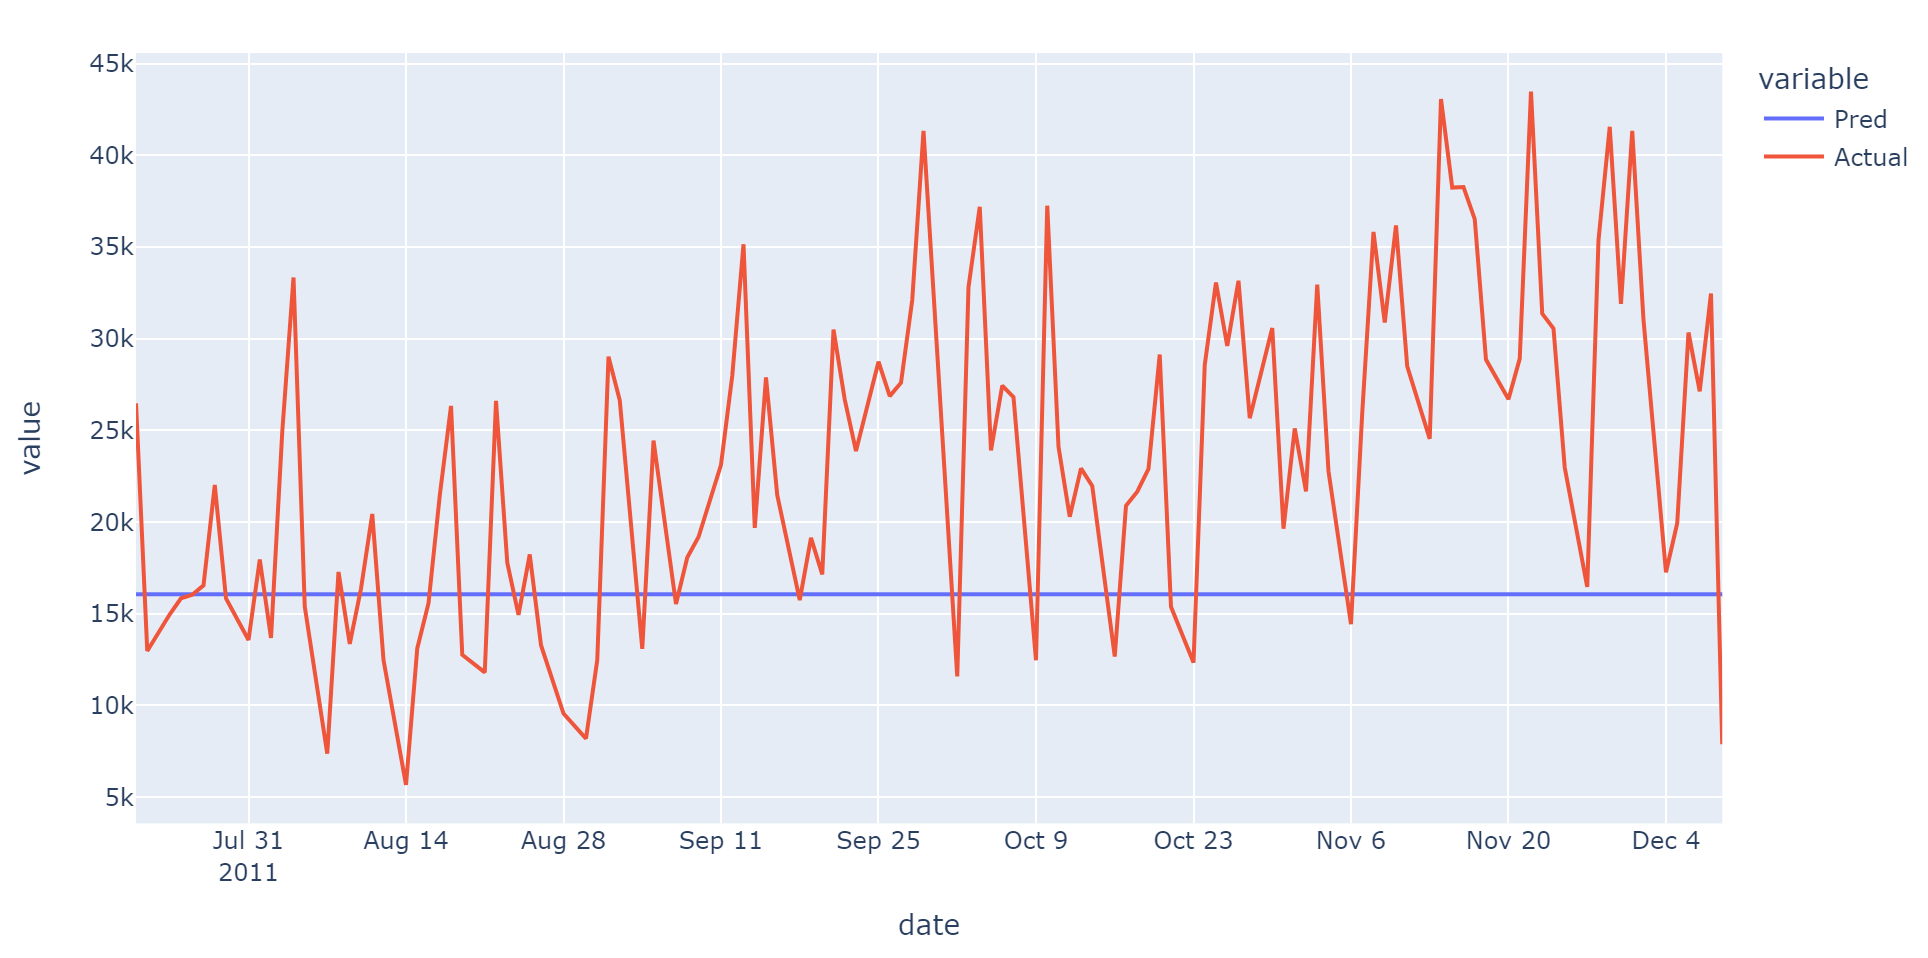 45k
40k
35k
30k
25k
20k
15k
10k
5k
value
Jul 31
2011
Aug 14
Aug 28
Sep 11
Sep 25
Oct 9
Oct 23
Nov 6
Nov 20
Dec 4
date
variable
Pred
Actual